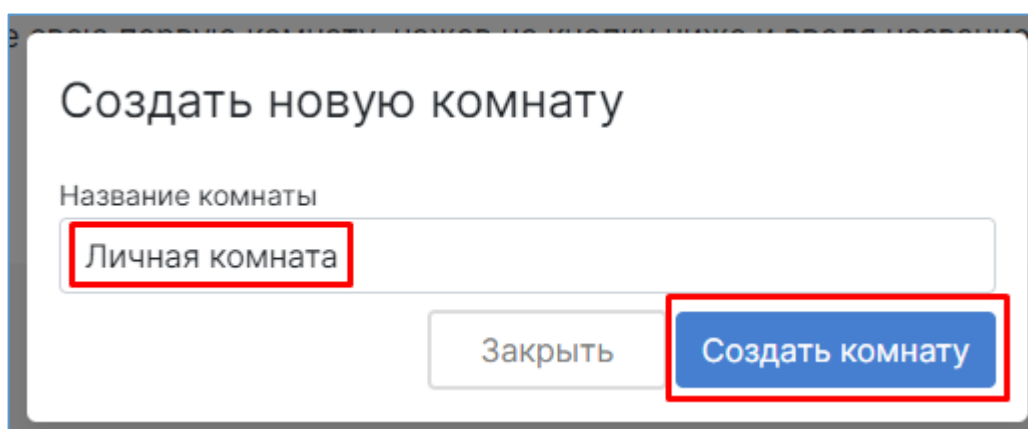 Создать новую комнату
Название комнаты
Личная комната
Закрыть Создать комнату